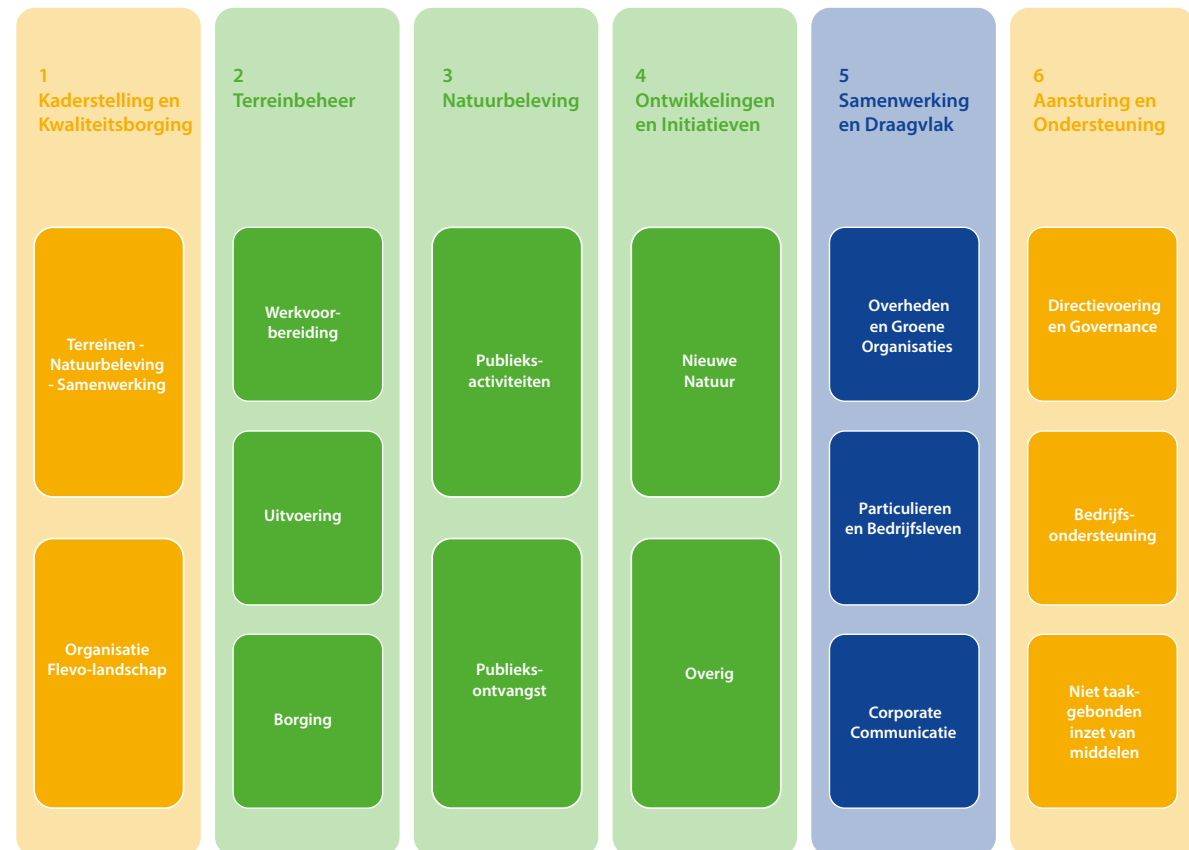 1
Kaderstelling en
Kwaliteitsborging
Terreinen -
Natuurbeleving
- Samenwerking
Organisatie
Flevo-landschap
2
Terreinbeheer
Werkvoor-
bereiding
Uitvoering
Borging
3
Natuurbeleving
Publieks-
activiteiten
Publieks-
ontvangst
4
Ontwikkelingen
en Initiatieven
Nieuwe
Natuur
Overig
5
Samenwerking
en Draagvlak
Overheden
en Groene
Organisaties
Particulieren
en Bedrijfsleven
Corporate
Communicatie
6
Aansturing en
Ondersteuning
Directievoering
en Governance
Bedrijfs-
ondersteuning
Niet taak-
gebonden
inzet van
middelen